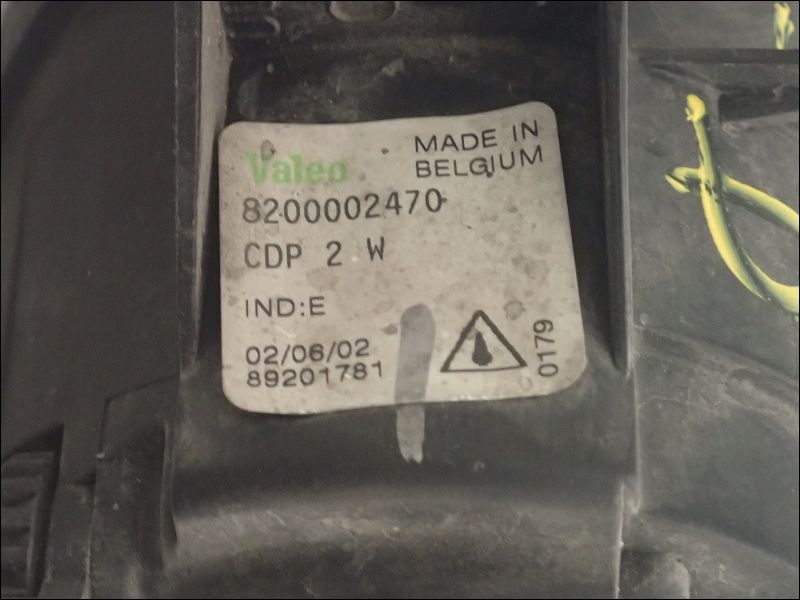 Valeo
MADE IN
BELGIUM
8200002470
CDP 2 W
IND:E
02/06/02
89201781
0179